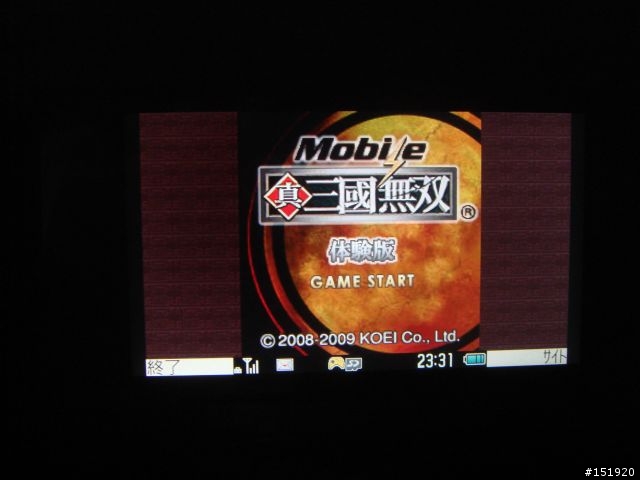 Mobile
真・三國無双®
体験版
GAME START
© 2008-2009 KOEI Co., Ltd.
終了 SD 23:31 サイト
#151920